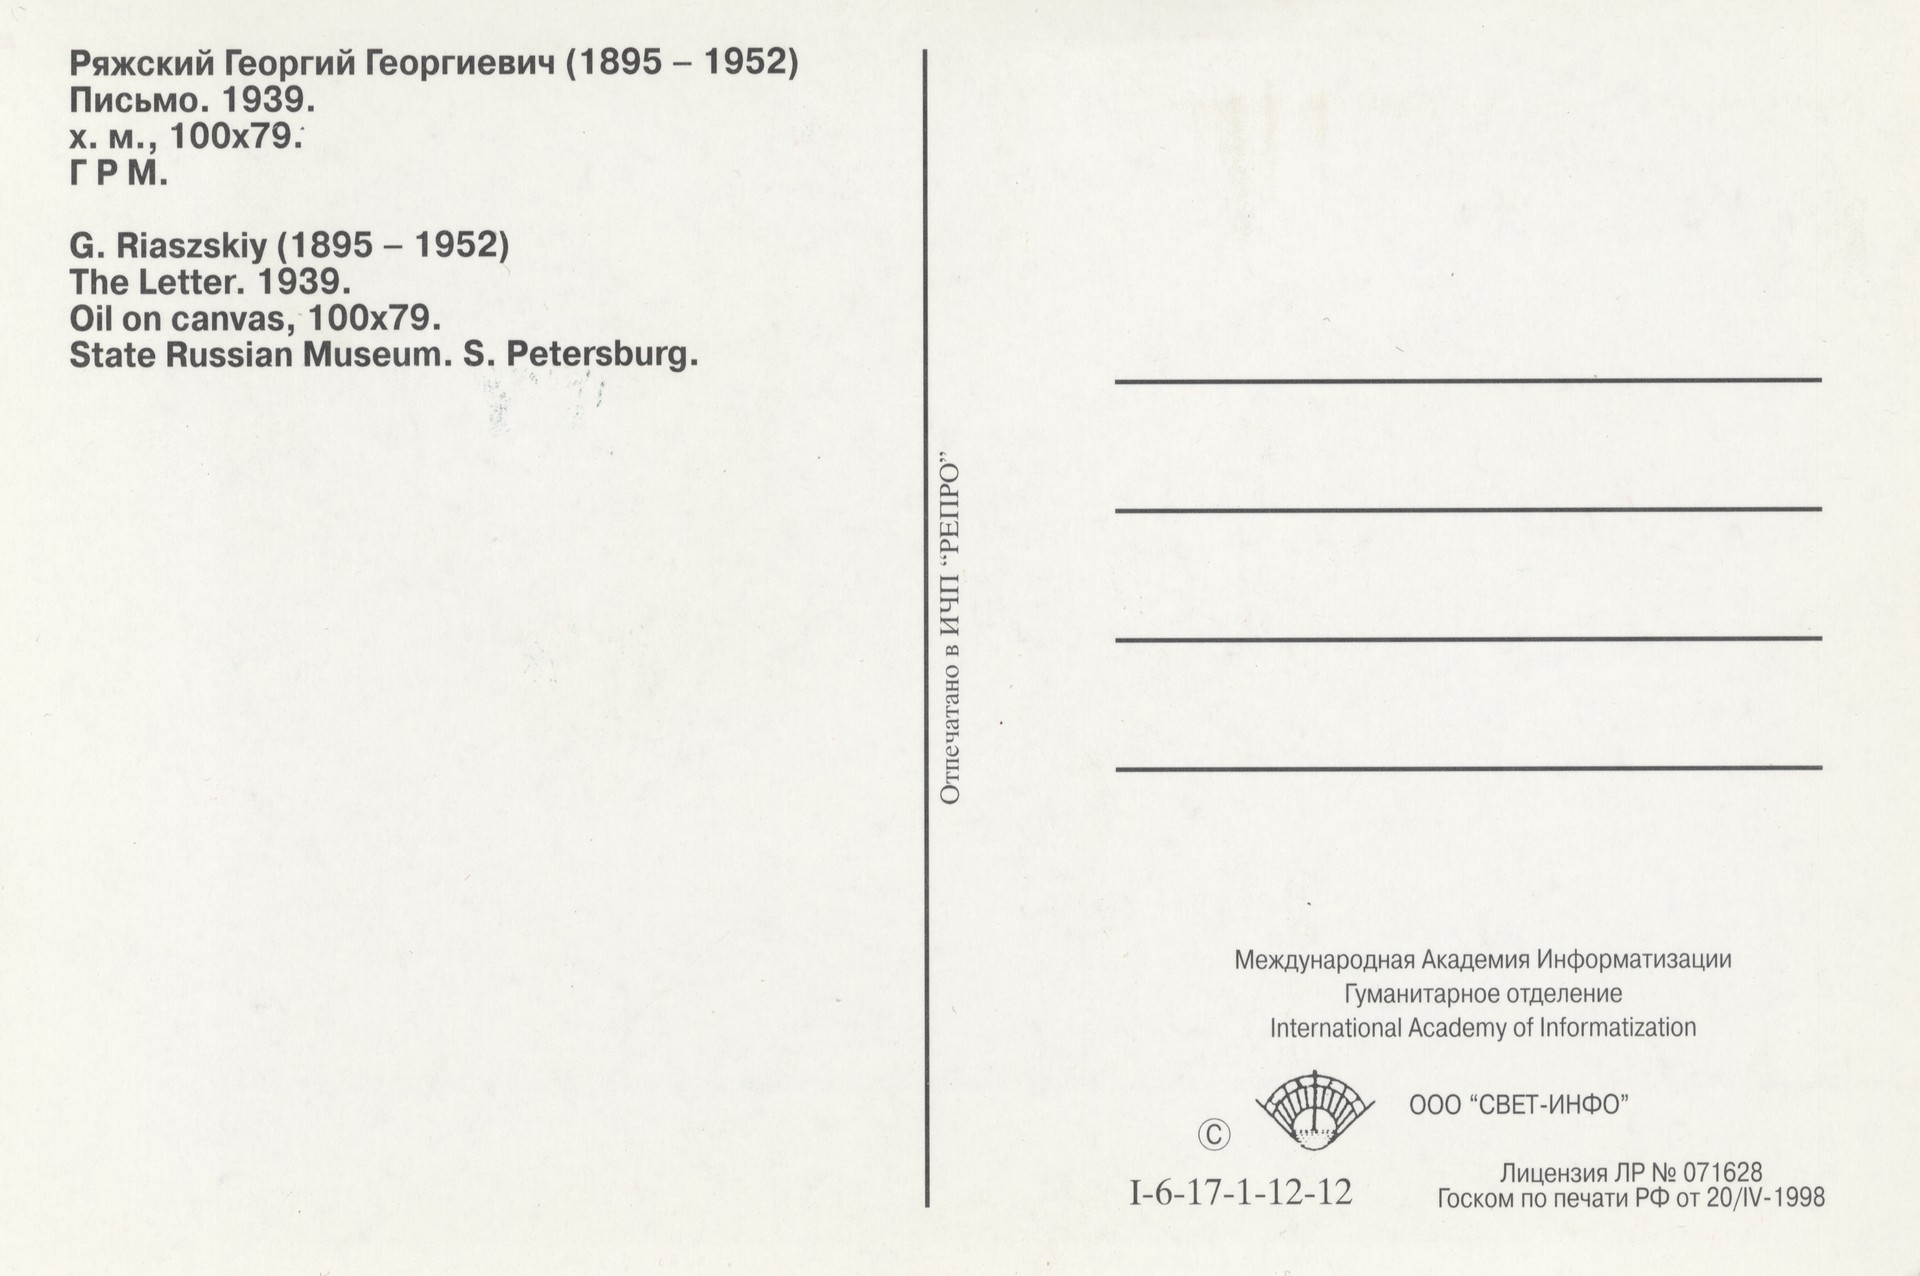 Ряжский Георгий Георгиевич (1895 – 1952)
Письмо. 1939.
х. м., 100x79.
Г Р М.
G. Riaszskiy (1895 – 1952)
The Letter. 1939.
Oil on canvas, 100x79.
State Russian Museum. S. Petersburg.
Отпечатано в ИЧП “РЕПРО”
Международная Академия Информатизации
Гуманитарное отделение
International Academy of Informatization
ООО “СВЕТ-ИНФО”
©
I-6-17-1-12-12
Лицензия ЛР № 071628
Госком по печати РФ от 20/IV-1998